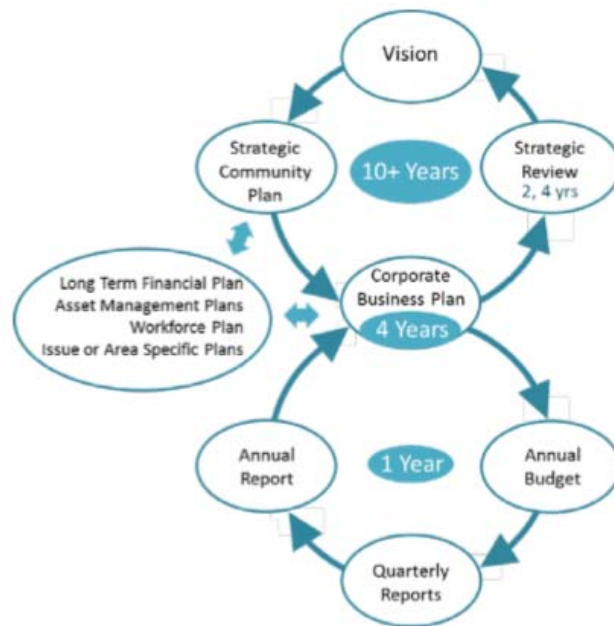 Vision
Strategic
Community
Plan
10+ Years
Strategic
Review
2, 4 yrs
Long Term Financial Plan
Asset Management Plans
Workforce Plan
Issue or Area Specific Plans
Corporate
Business Plan
4 Years
Annual
Report
1 Year
Annual
Budget
Quarterly
Reports